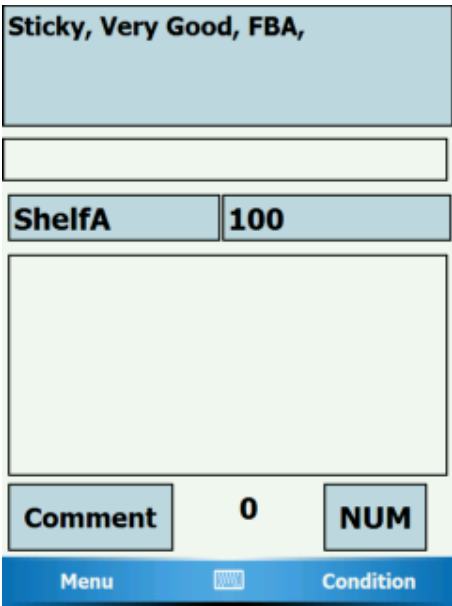 Sticky, Very Good, FBA,
ShelfA 100
Comment 0 NUM
Menu Condition